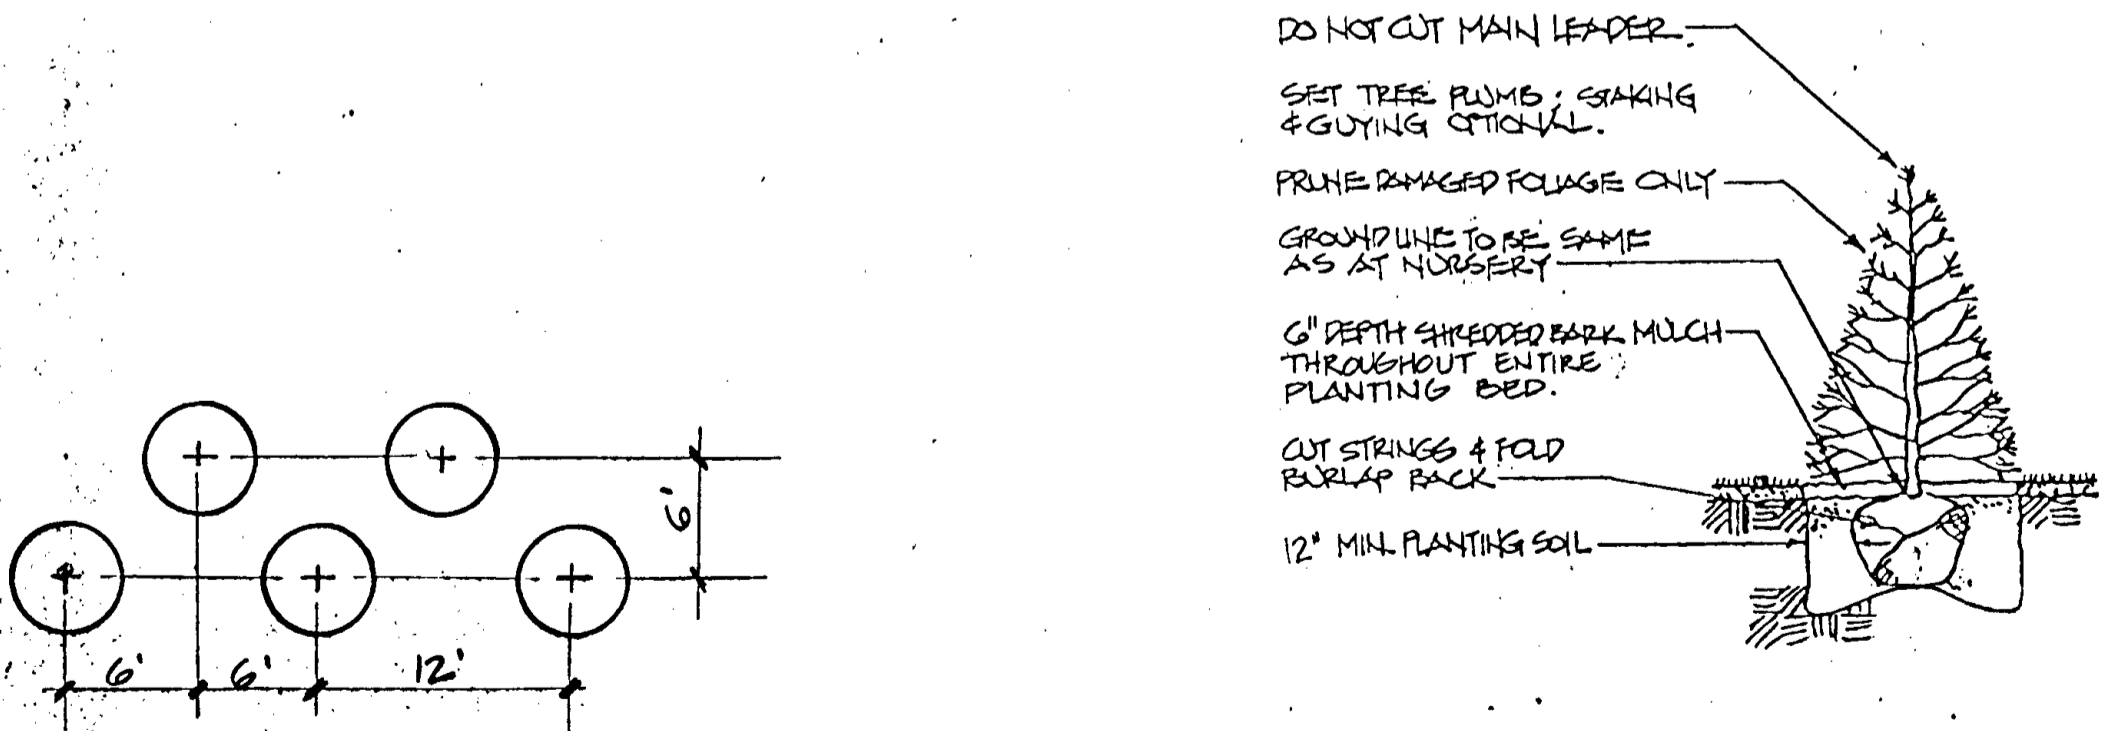 DO NOT CUT MAIN LEADER.
SET TREE PLUMB; STAKING
& GUYING OPTIONAL.
PRUNE DAMAGED FOLIAGE ONLY
GROUND LINE TO BE SAME
AS AT NURSERY
6" DEPTH SHREDDED BARK MULCH
THROUGHOUT ENTIRE
PLANTING BED.
CUT STRINGS & FOLD
BURLAP BACK
12" MIN. PLANTING SOIL
6'
6'
6'
12'